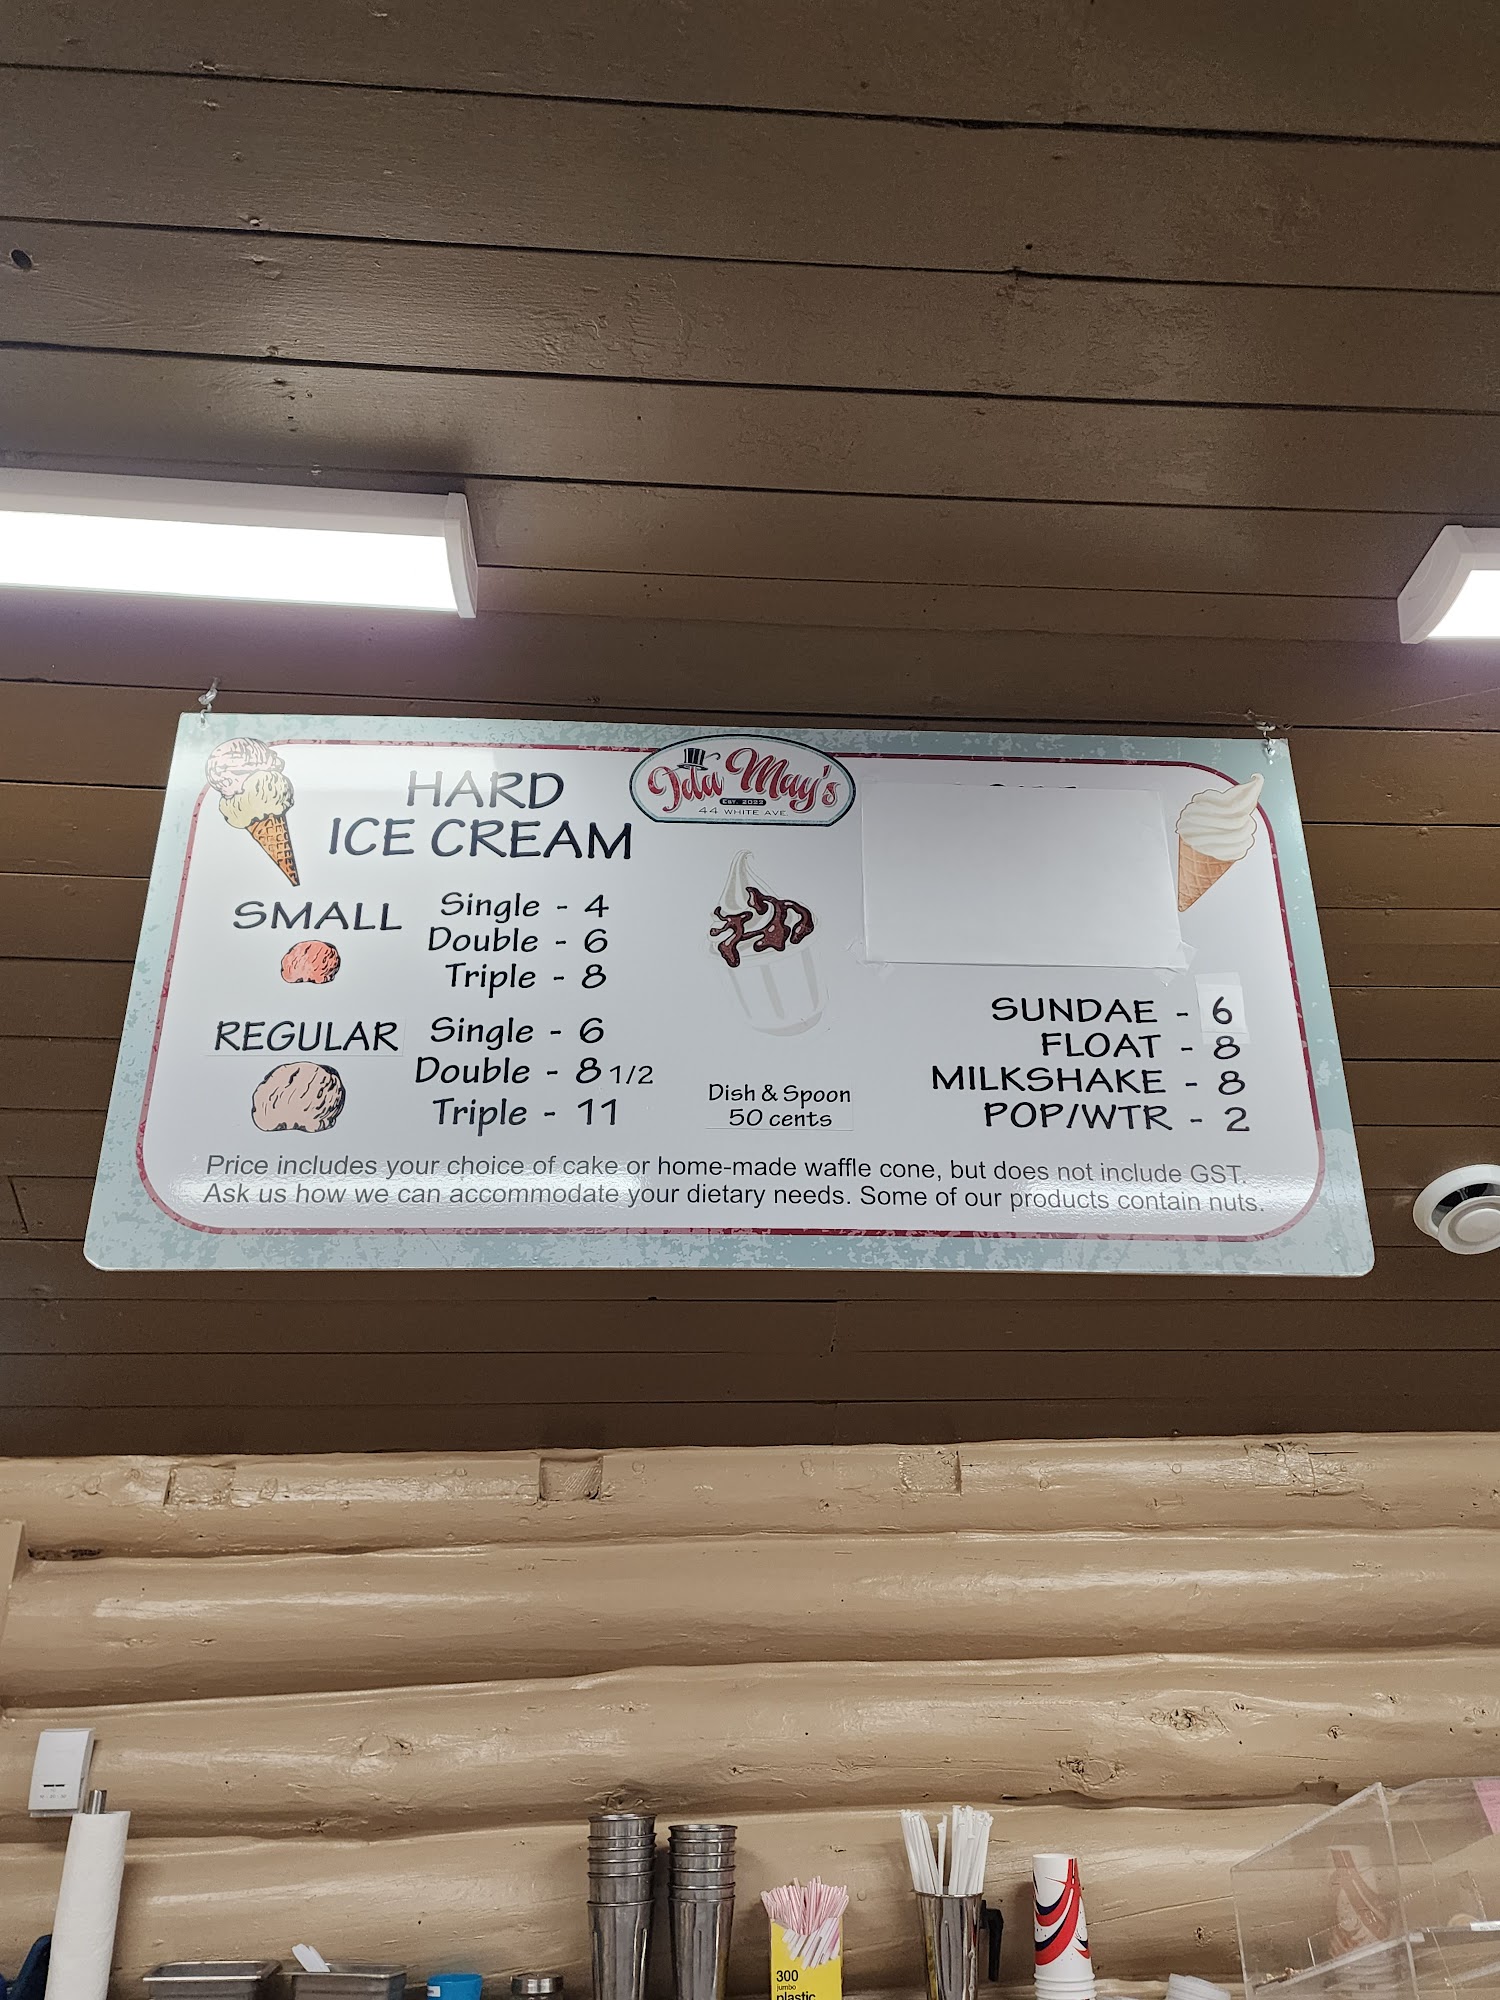 Ida May's
EST. 2022
44 WHITE AVE.
HARD
ICE CREAM
SMALL
Single - 4
Double - 6
Triple - 8
REGULAR
Single - 6
Double - 8 1/2
Triple - 11
Dish & Spoon
50 cents
SUNDAE - 6
FLOAT - 8
MILKSHAKE - 8
POP/WTR - 2
Price includes your choice of cake or home-made waffle cone, but does not include GST.
Ask us how we can accommodate your dietary needs. Some of our products contain nuts.
300
jumbo
plastic